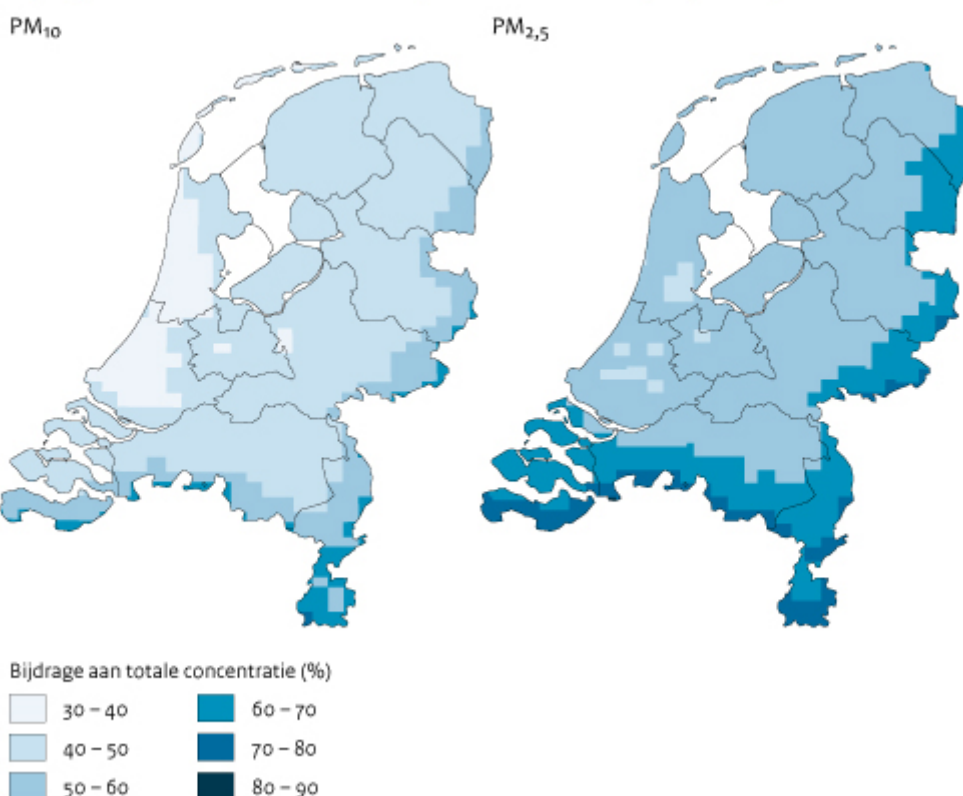 PM₁₀ PM₂,₅
Bijdrage aan totale concentratie (%)
30 – 40 60 – 70
40 – 50 70 – 80
50 – 60 80 – 90